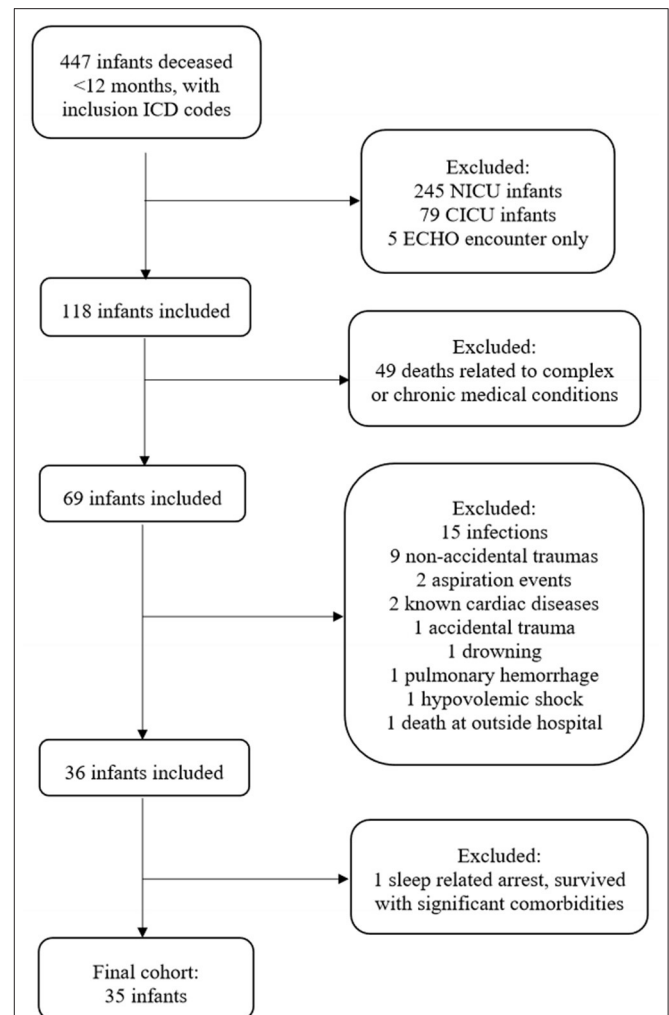 447 infants deceased
<12 months, with
inclusion ICD codes
Excluded:
245 NICU infants
79 CICU infants
5 ECHO encounter only
118 infants included
Excluded:
49 deaths related to complex
or chronic medical conditions
69 infants included
Excluded:
15 infections
9 non-accidental traumas
2 aspiration events
2 known cardiac diseases
1 accidental trauma
1 drowning
1 pulmonary hemorrhage
1 hypovolemic shock
1 death at outside hospital
36 infants included
Excluded:
1 sleep related arrest, survived
with significant comorbidities
Final cohort:
35 infants